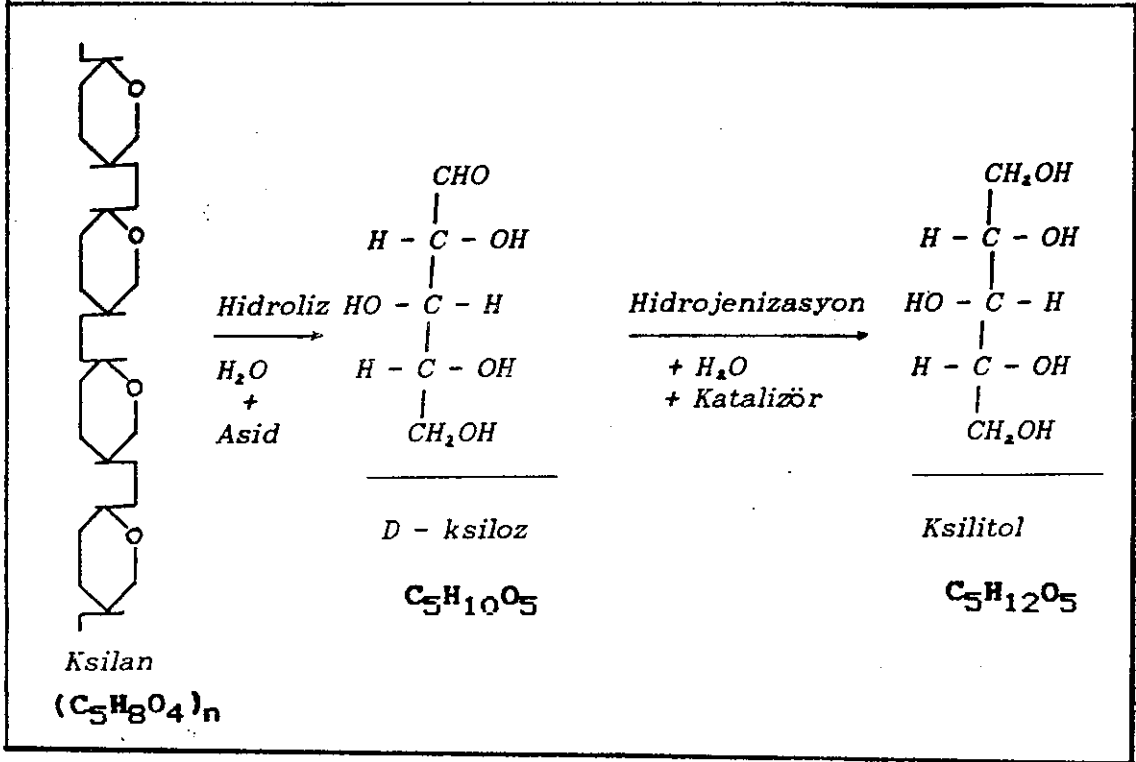 Ksilan
(C5H8O4)n
Hidroliz
H₂O
+
Asid
CHO
H - C - OH
HO - C - H
H - C - OH
CH₂OH
D - ksiloz
C5H10O5
Hidrojenizasyon
+ H₂O
+ Katalizör
CH₂OH
H - C - OH
HO - C - H
H - C - OH
CH₂OH
Ksilitol
C5H12O5
O
O
O
O